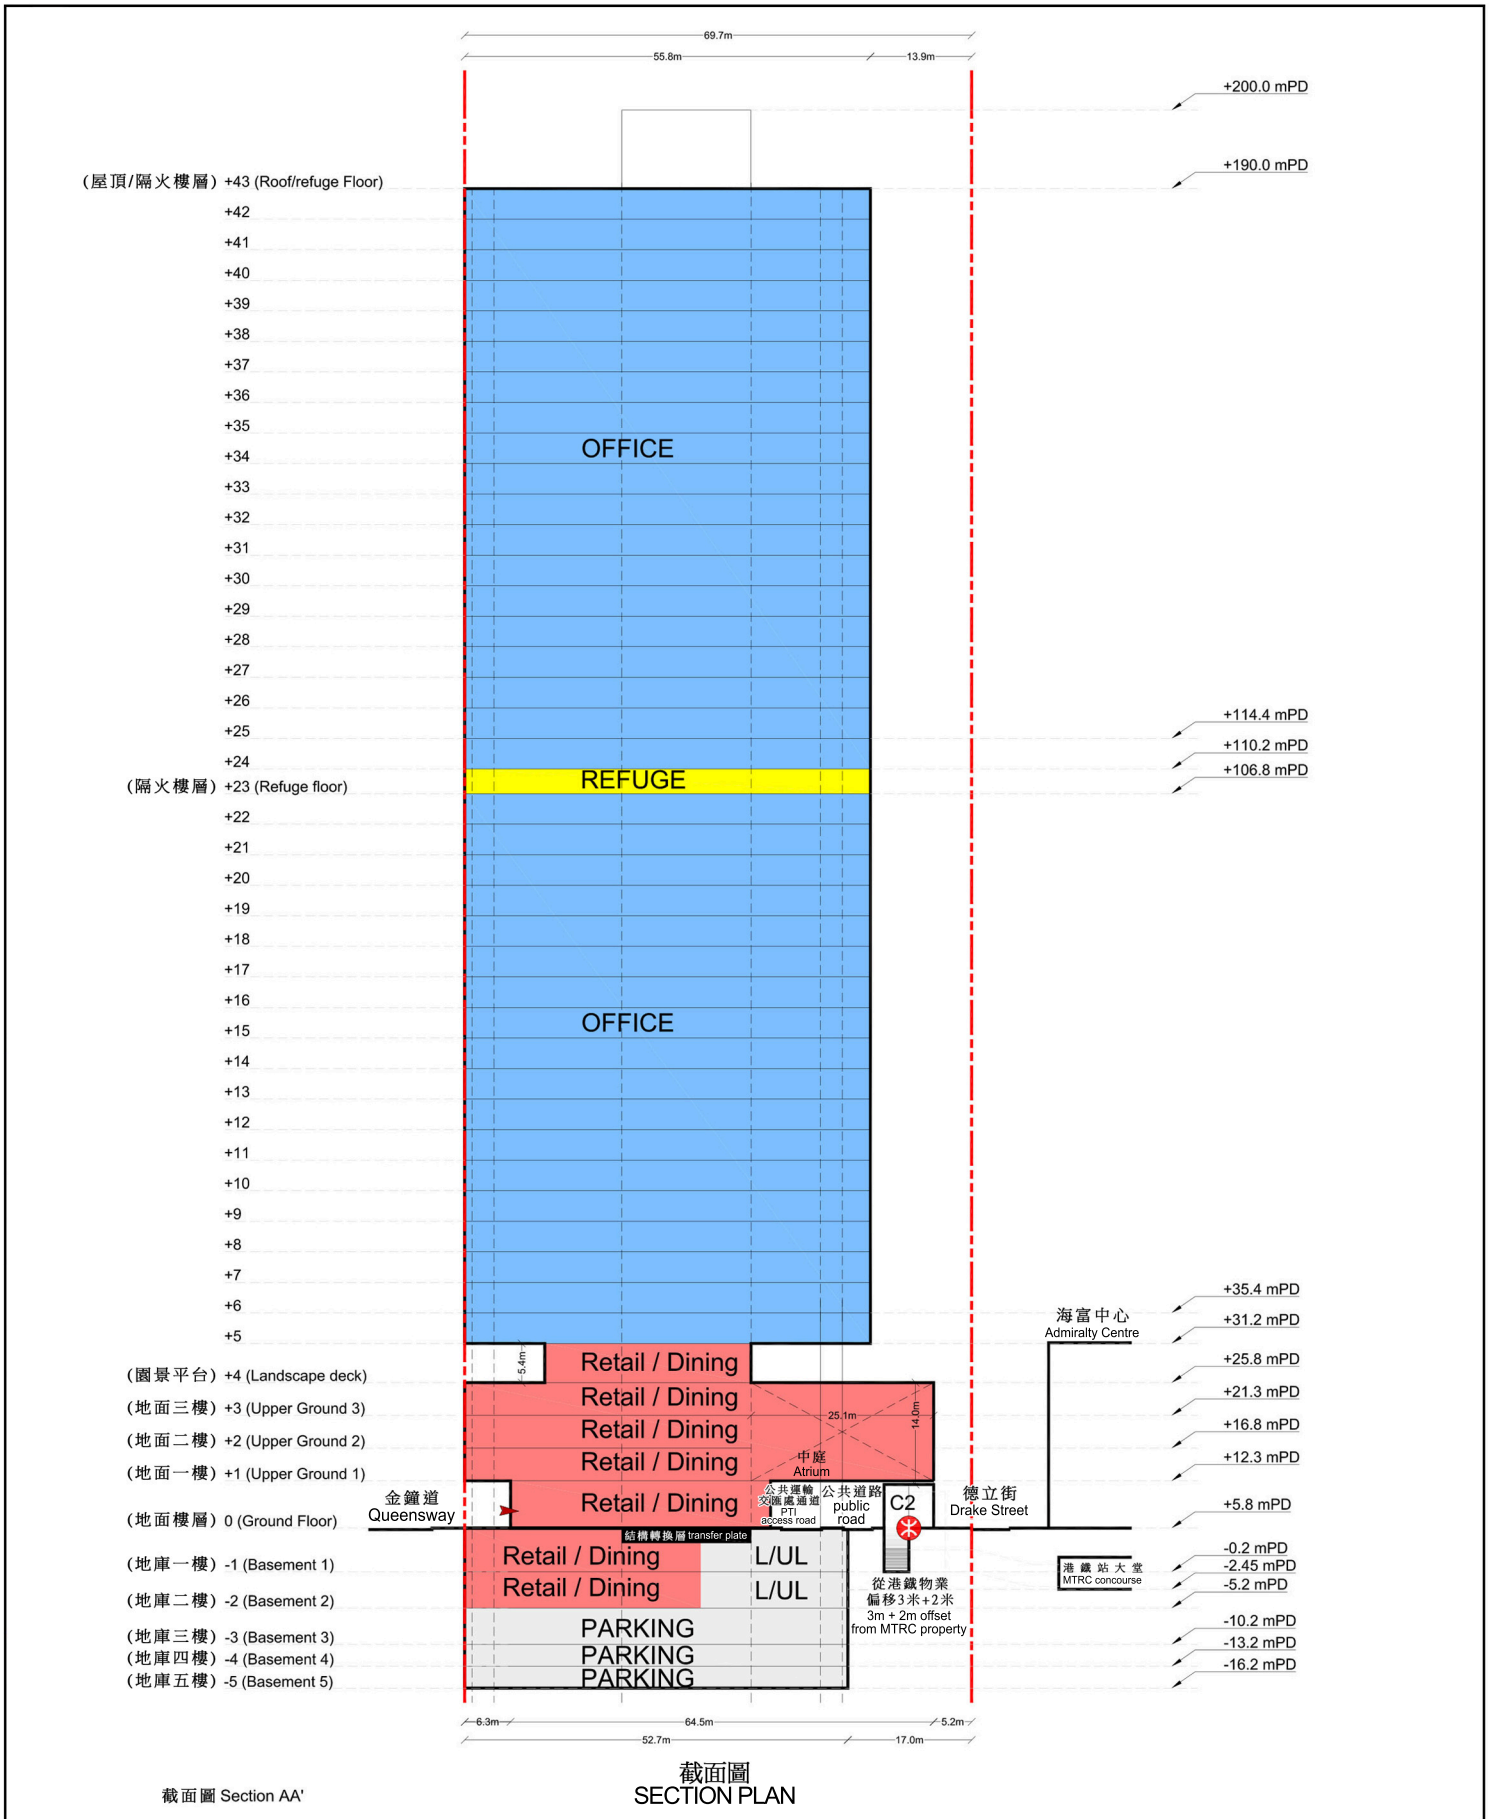 69.7m
55.8m
13.9m
+200.0 mPD
+190.0 mPD
(屋頂/隔火樓層) +43 (Roof/refuge Floor)
+42
+41
+40
+39
+38
+37
+36
+35
OFFICE
+34
+33
+32
+31
+30
+29
+28
+27
+26
+114.4 mPD
+25
+110.2 mPD
+24
+106.8 mPD
REFUGE
(隔火樓層) +23 (Refuge floor)
+22
+21
+20
+19
+18
+17
+16
OFFICE
+15
+14
+13
+12
+11
+10
+9
+8
+7
+35.4 mPD
+6
海富中心
Admiralty Centre
+31.2 mPD
+5
5.4m
Retail / Dining
+25.8 mPD
(園景平台) +4 (Landscape deck)
Retail / Dining
+21.3 mPD
(地面三樓) +3 (Upper Ground 3)
25.1m
14.0m
Retail / Dining
+16.8 mPD
(地面二樓) +2 (Upper Ground 2)
中庭
Atrium
Retail / Dining
+12.3 mPD
(地面一樓) +1 (Upper Ground 1)
金鐘道
Queensway
Retail / Dining
公共運輸
交匯處通道
PTI
access road
公共道路
public
road
C2
德立街
Drake Street
+5.8 mPD
(地面樓層) 0 (Ground Floor)
結構轉換層 transfer plate
-0.2 mPD
(地庫一樓) -1 (Basement 1)
Retail / Dining
L/UL
港鐵站大堂
MTRC concourse
-2.45 mPD
Retail / Dining
L/UL
從港鐵物業
偏移3米+2米
3m + 2m offset
from MTRC property
-5.2 mPD
(地庫二樓) -2 (Basement 2)
PARKING
-10.2 mPD
(地庫三樓) -3 (Basement 3)
PARKING
-13.2 mPD
(地庫四樓) -4 (Basement 4)
PARKING
-16.2 mPD
(地庫五樓) -5 (Basement 5)
6.3m
64.5m
5.2m
52.7m
17.0m
截面圖
SECTION PLAN
截面圖 Section AA'